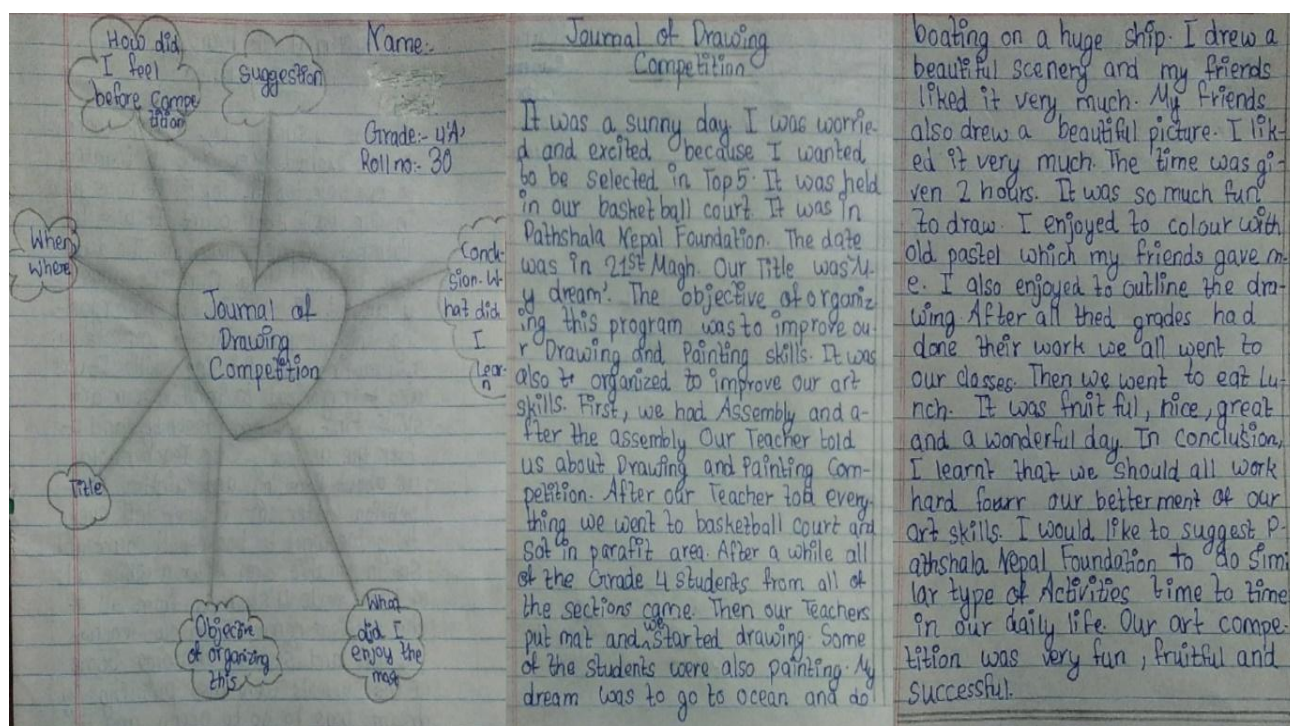 How did
I feel
before Compe
tition
suggestion
Name:-
Grade:- 4'A'
Roll no:- 30
When
Where
Conclu-
sion. W-
hat did
I
lear-
n
Journal of
Drawing
Competition
Title
Objective
of organizing
this
What
did I
enjoy the
most
Journal of Drawing
Competition
It was a sunny day. I was worrie-
d and excited because I wanted
to be selected in Top 5. It was held
in our basketball court. It was in
Pathshala Nepal Foundation. The date
was in 21st Magh. Our Title was 'M-
y dream'. The objective of organiz
ing this program was to improve ou-
r Drawing and Painting skills. It was
also to organized to improve our art
skills. First, we had Assembly and a-
fter the assembly Our Teacher told
us about Drawing and Painting Com-
petition. After our Teacher told every
thing we went to basketball court and
sat in parafit area. After a while all
of the Grade 4 students from all of
the sections came. Then our Teachers
put mat and we started drawing. Some
of the students were also painting. My
dream was to go to ocean and do
boating on a huge ship. I drew a
beautiful scenery and my friends
liked it very much. My friends
also drew a beautiful picture. I lik-
ed it very much. The time was gi-
ven 2 hours. It was so much fun
to draw. I enjoyed to colour with
old pastel which my friends gave m-
e. I also enjoyed to outline the dra-
wing. After all thed grades had
done their work we all went to
our classes. Then we went to eat lu-
nch. It was fruit ful, nice, great
and a wonderful day. In conclusion,
I learnt that we should all work
hard fourr our betterment of our
art skills. I would like to suggest P-
athshala Nepal Foundation to do simi
lar type of Activities time to time
in our daily life. Our art compe-
tition was very fun, fruitful and
successful.